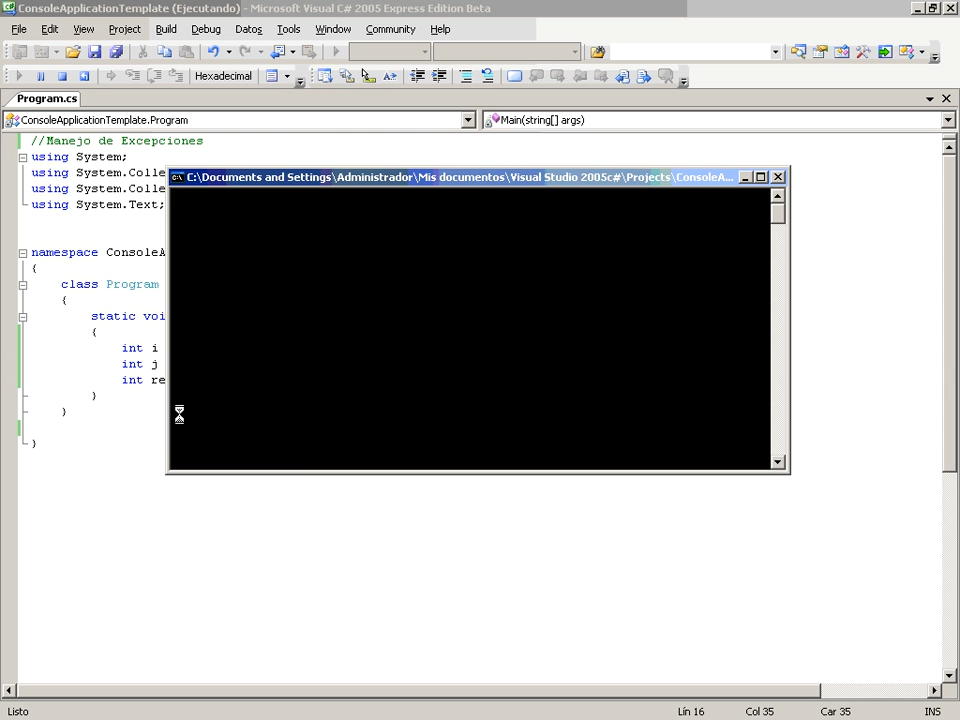 ConsoleApplicationTemplate (Ejecutando) - Microsoft Visual C# 2005 Express Edition Beta
File Edit View Project Build Debug Datos Tools Window Community Help
Hexadecimal
Program.cs
ConsoleApplicationTemplate.Program
Main(string[] args)
//Manejo de Excepciones
using System;
using System.Colle
using System.Colle
using System.Text;
C:\Documents and Settings\Administrador\Mis documentos\Visual Studio 2005c#\Projects\ConsoleA...
namespace ConsoleA
{
class Program
{
static voi
{
int i
int j
int re
}
}
}
Listo
Lín 16 Col 35 Car 35 INS